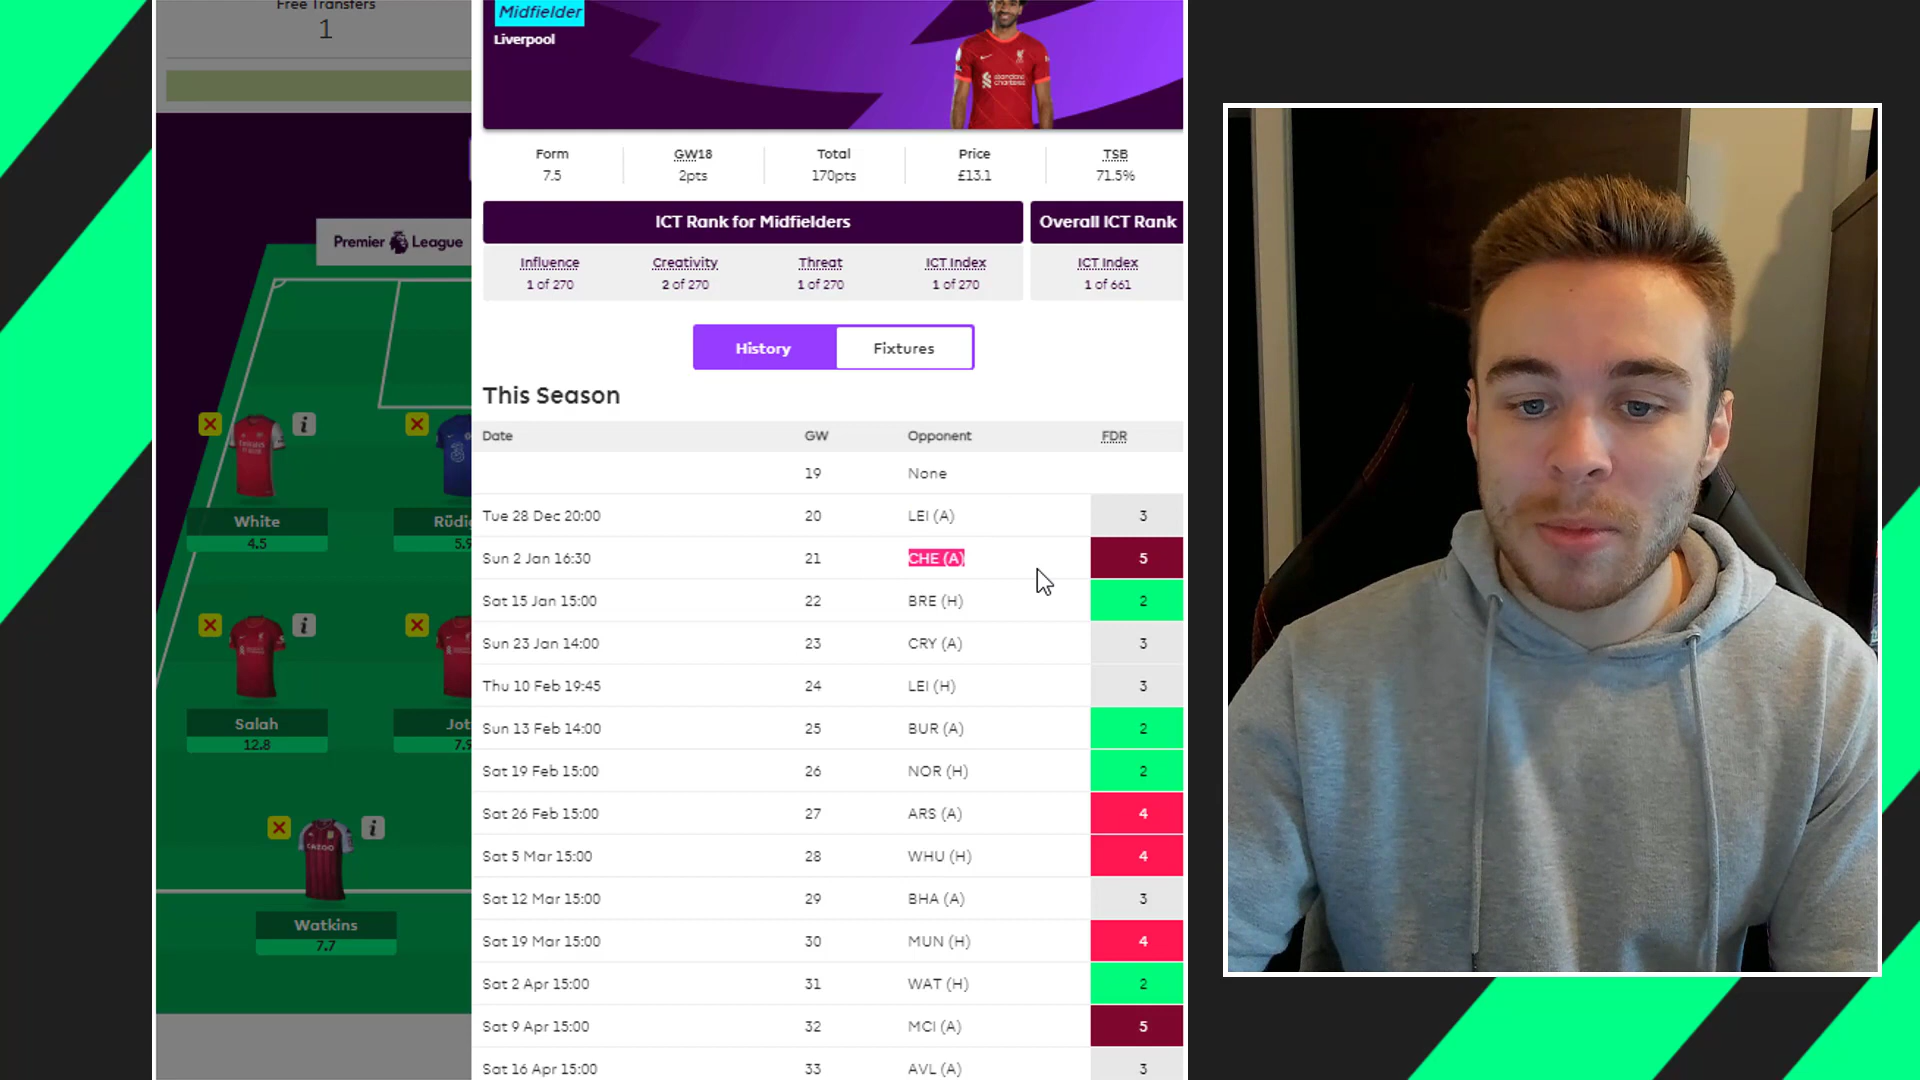 Free Transfers
1
Midfielder
Liverpool
Form
7.5
GW18
2pts
Total
170pts
Price
£13.1
TSB
71.5%
ICT Rank for Midfielders
Overall ICT Rank
Influence
1 of 270
Creativity
2 of 270
Threat
1 of 270
ICT Index
1 of 270
ICT Index
1 of 661
History
Fixtures
This Season
Date GW Opponent FDR
19 None
Tue 28 Dec 20:00 20 LEI (A) 3
Sun 2 Jan 16:30 21 CHE (A) 5
Sat 15 Jan 15:00 22 BRE (H) 2
Sun 23 Jan 14:00 23 CRY (A) 3
Thu 10 Feb 19:45 24 LEI (H) 3
Sun 13 Feb 14:00 25 BUR (A) 2
Sat 19 Feb 15:00 26 NOR (H) 2
Sat 26 Feb 15:00 27 ARS (A) 4
Sat 5 Mar 15:00 28 WHU (H) 4
Sat 12 Mar 15:00 29 BHA (A) 3
Sat 19 Mar 15:00 30 MUN (H) 4
Sat 2 Apr 15:00 31 WAT (H) 2
Sat 9 Apr 15:00 32 MCI (A) 5
Sat 16 Apr 15:00 33 AVL (A) 3
Premier League
White
4.5
Rüdi
5.9
Salah
12.8
Jot
7.9
CAZOO
Watkins
7.7